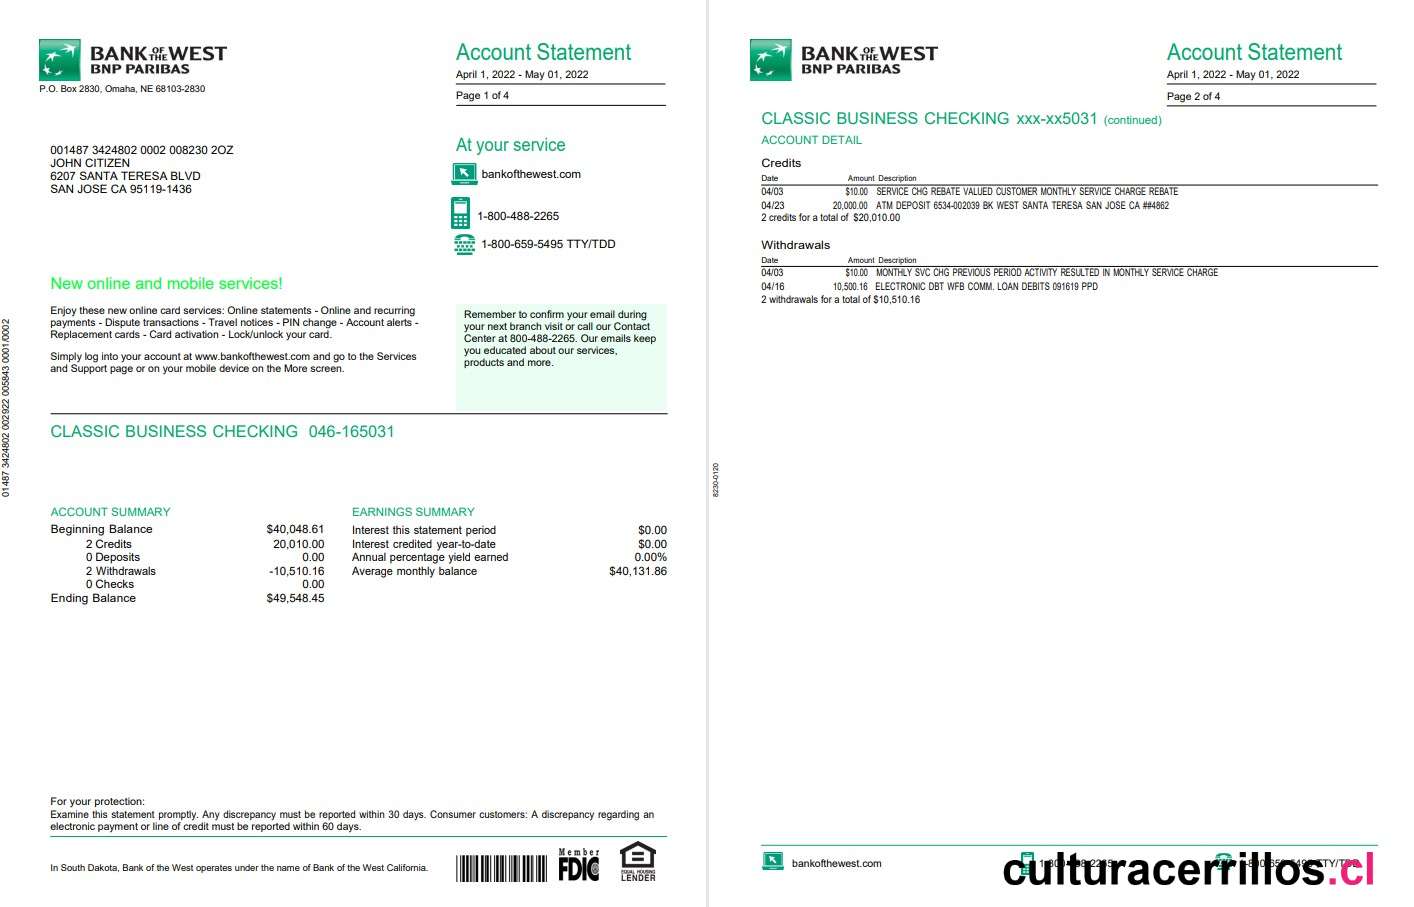 BANK OF THE WEST
BNP PARIBAS
P.O. Box 2830, Omaha, NE 68103-2830
Account Statement
April 1, 2022 - May 01, 2022
Page 1 of 4
001487 3424802 0002 008230 2OZ
JOHN CITIZEN
6207 SANTA TERESA BLVD
SAN JOSE CA 95119-1436
At your service
bankofthewest.com
1-800-488-2265
1-800-659-5495 TTY/TDD
New online and mobile services!
Enjoy these new online card services: Online statements - Online and recurring
payments - Dispute transactions - Travel notices - PIN change - Account alerts -
Replacement cards - Card activation - Lock/unlock your card.
Simply log into your account at www.bankofthewest.com and go to the Services
and Support page or on your mobile device on the More screen.
Remember to confirm your email during
your next branch visit or call our Contact
Center at 800-488-2265. Our emails keep
you educated about our services,
products and more.
01487 3424802 002922 005843 0001/0002
CLASSIC BUSINESS CHECKING 046-165031
ACCOUNT SUMMARY
Beginning Balance $40,048.61
2 Credits 20,010.00
0 Deposits 0.00
2 Withdrawals -10,510.16
0 Checks 0.00
Ending Balance $49,548.45
EARNINGS SUMMARY
Interest this statement period $0.00
Interest credited year-to-date $0.00
Annual percentage yield earned 0.00%
Average monthly balance $40,131.86
For your protection:
Examine this statement promptly. Any discrepancy must be reported within 30 days. Consumer customers: A discrepancy regarding an
electronic payment or line of credit must be reported within 60 days.
In South Dakota, Bank of the West operates under the name of Bank of the West California.
Member
FDIC
EQUAL HOUSING
LENDER
BANK OF THE WEST
BNP PARIBAS
Account Statement
April 1, 2022 - May 01, 2022
Page 2 of 4
CLASSIC BUSINESS CHECKING xxx-xx5031 (continued)
ACCOUNT DETAIL
Credits
Date Amount Description
04/03 $10.00 SERVICE CHG REBATE VALUED CUSTOMER MONTHLY SERVICE CHARGE REBATE
04/23 20,000.00 ATM DEPOSIT 6534-002039 BK WEST SANTA TERESA SAN JOSE CA ##4862
2 credits for a total of $20,010.00
Withdrawals
Date Amount Description
04/03 $10.00 MONTHLY SVC CHG PREVIOUS PERIOD ACTIVITY RESULTED IN MONTHLY SERVICE CHARGE
04/16 10,500.16 ELECTRONIC DBT WFB COMM. LOAN DEBITS 091619 PPD
2 withdrawals for a total of $10,510.16
8230-0120
bankofthewest.com
1-800-488-2265
1-800-659-5495 TTY/TDD
culturacerrillos.cl